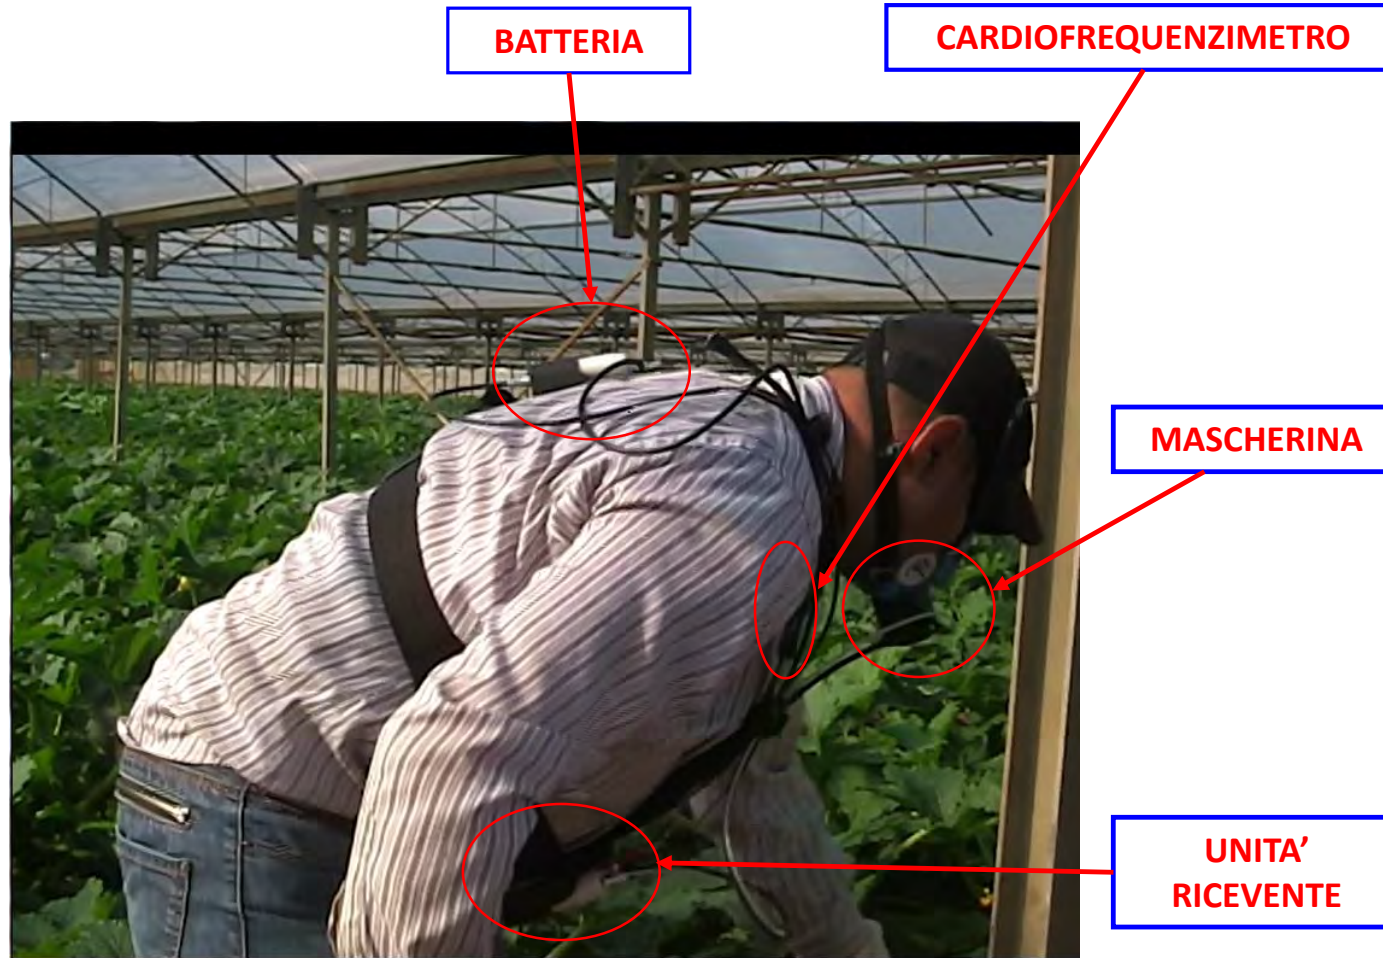 BATTERIA
CARDIOFREQUENZIMETRO
MASCHERINA
UNITA’
RICEVENTE